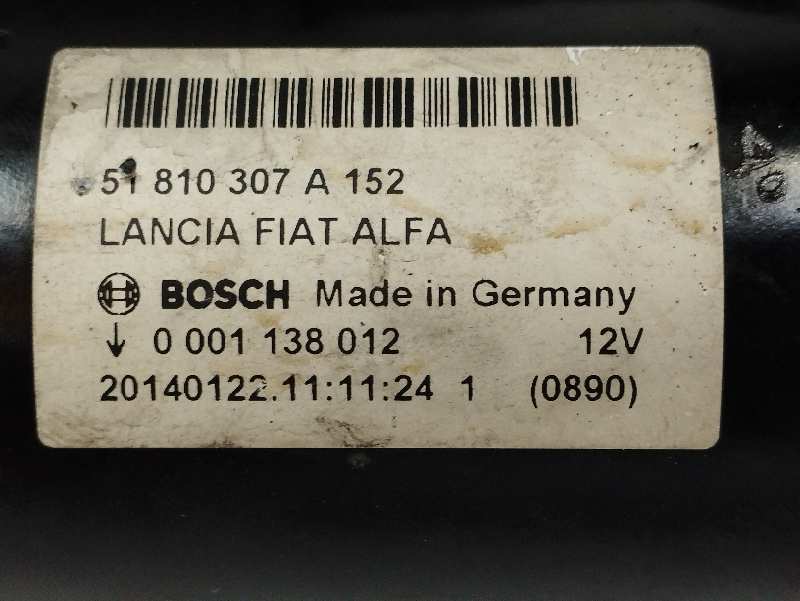 51 810 307 A 152
LANCIA FIAT ALFA
BOSCH Made in Germany
↓ 0 001 138 012 12V
20140122.11:11:24 1 (0890)